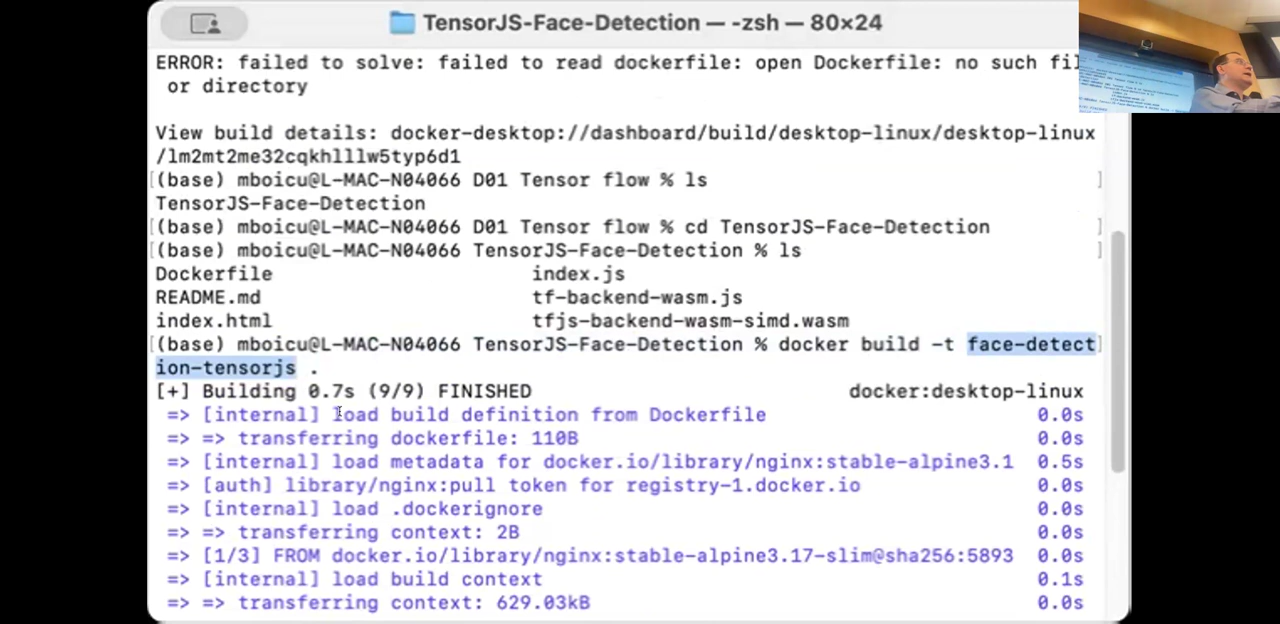 TensorJS-Face-Detection — -zsh — 80×24
ERROR: failed to solve: failed to read dockerfile: open Dockerfile: no such fil
or directory
View build details: docker-desktop://dashboard/build/desktop-linux/desktop-linux
/lm2mt2me32cqkhlllw5typ6d1
[(base) mboicu@L-MAC-N04066 D01 Tensor flow % ls ]
TensorJS-Face-Detection
[(base) mboicu@L-MAC-N04066 D01 Tensor flow % cd TensorJS-Face-Detection
[(base) mboicu@L-MAC-N04066 TensorJS-Face-Detection % ls ]
Dockerfile index.js
README.md tf-backend-wasm.js
index.html tfjs-backend-wasm-simd.wasm
[(base) mboicu@L-MAC-N04066 TensorJS-Face-Detection % docker build -t face-detect]
ion-tensorjs .
[+] Building 0.7s (9/9) FINISHED docker:desktop-linux
=> [internal] load build definition from Dockerfile 0.0s
=> => transferring dockerfile: 110B 0.0s
=> [internal] load metadata for docker.io/library/nginx:stable-alpine3.1 0.5s
=> [auth] library/nginx:pull token for registry-1.docker.io 0.0s
=> [internal] load .dockerignore 0.0s
=> => transferring context: 2B 0.0s
=> [1/3] FROM docker.io/library/nginx:stable-alpine3.17-slim@sha256:5893 0.0s
=> [internal] load build context 0.1s
=> => transferring context: 629.03kB 0.0s